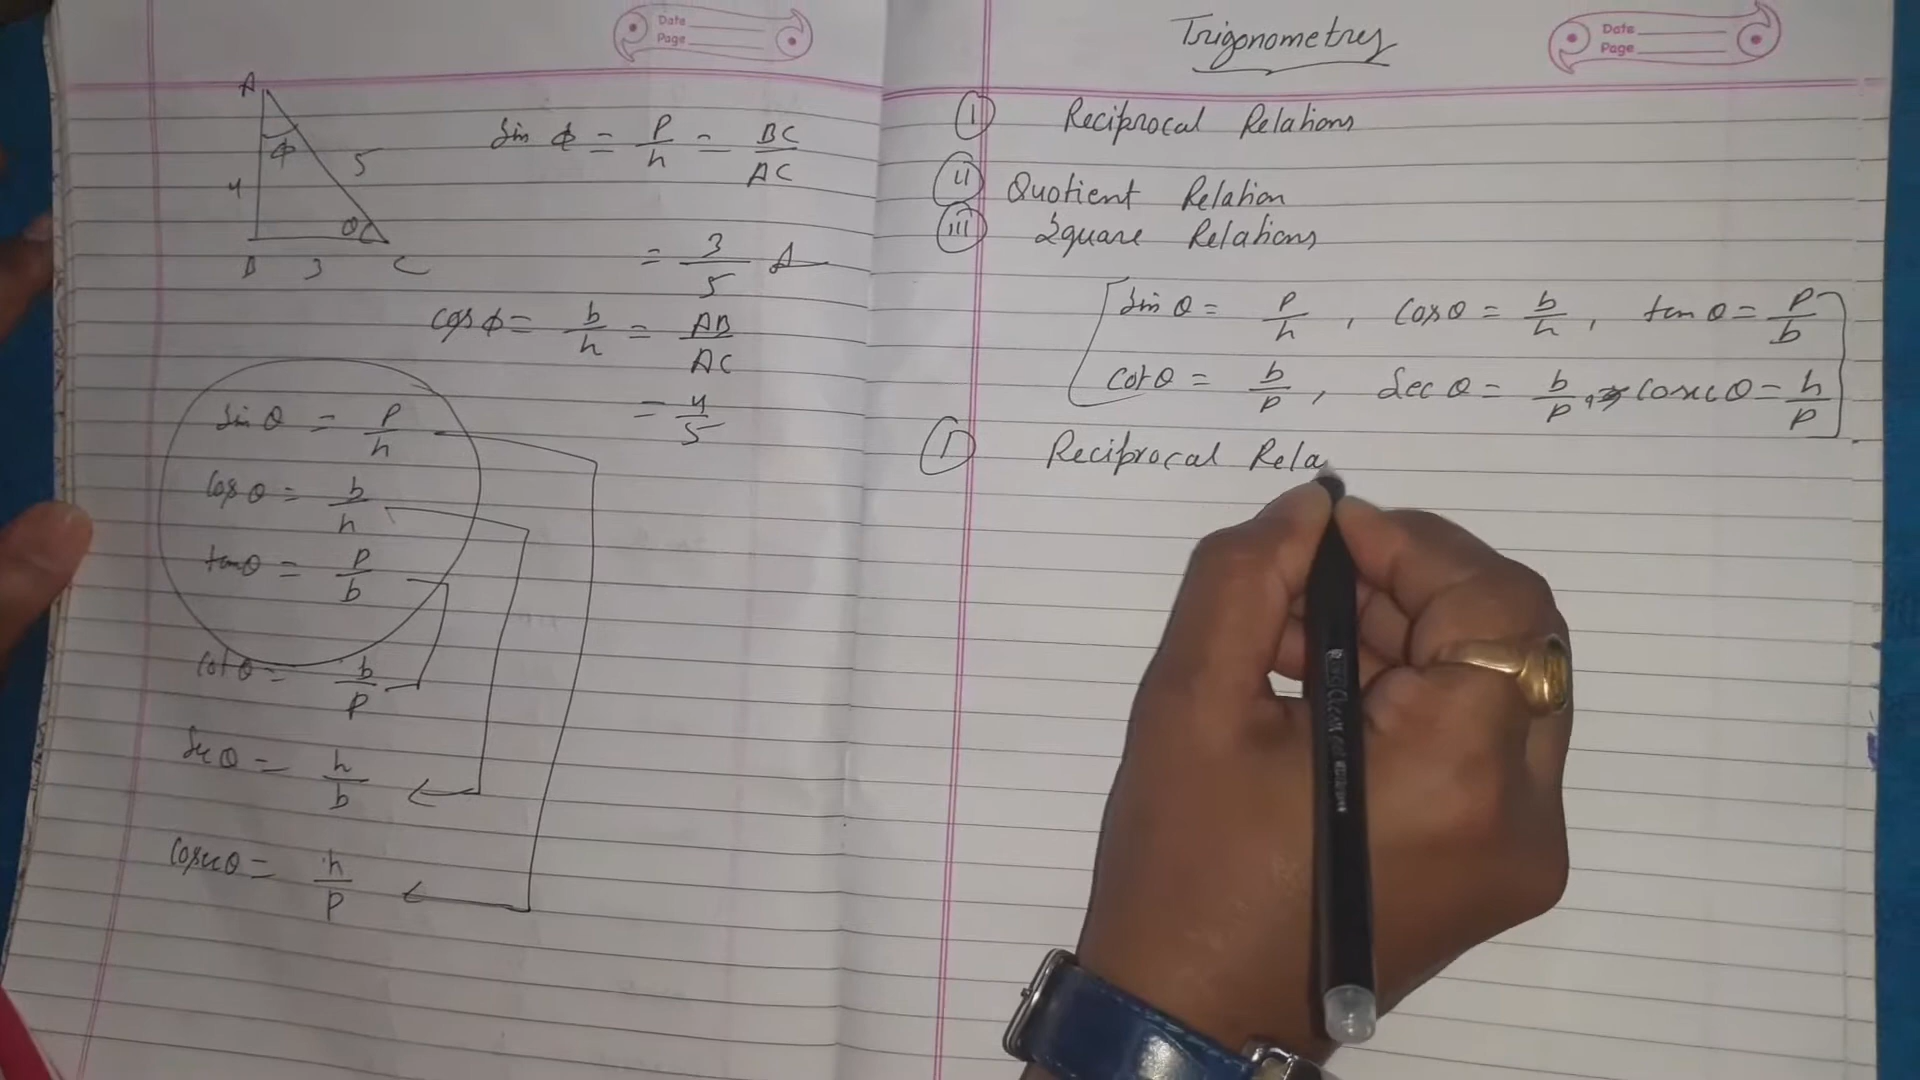 Date
Page
A
ϕ
5
4
θ
B 3 C
Sin ϕ = p/h = BC/AC
= 3/5
cos ϕ = b/h = AB/AC
= 4/5
Sin θ = p/h
Cos θ = b/h
tan θ = p/b
cot θ = b/p
Sec θ = h/b
Cosec θ = h/p
Trigonometry
Date
Page
I Reciprocal Relations
II Quotient Relation
III Square Relations
Sin θ = p/h , Cos θ = b/h , tan θ = p/b
cot θ = b/p , Sec θ = b/p , Cosec θ = h/p
I Reciprocal Rela